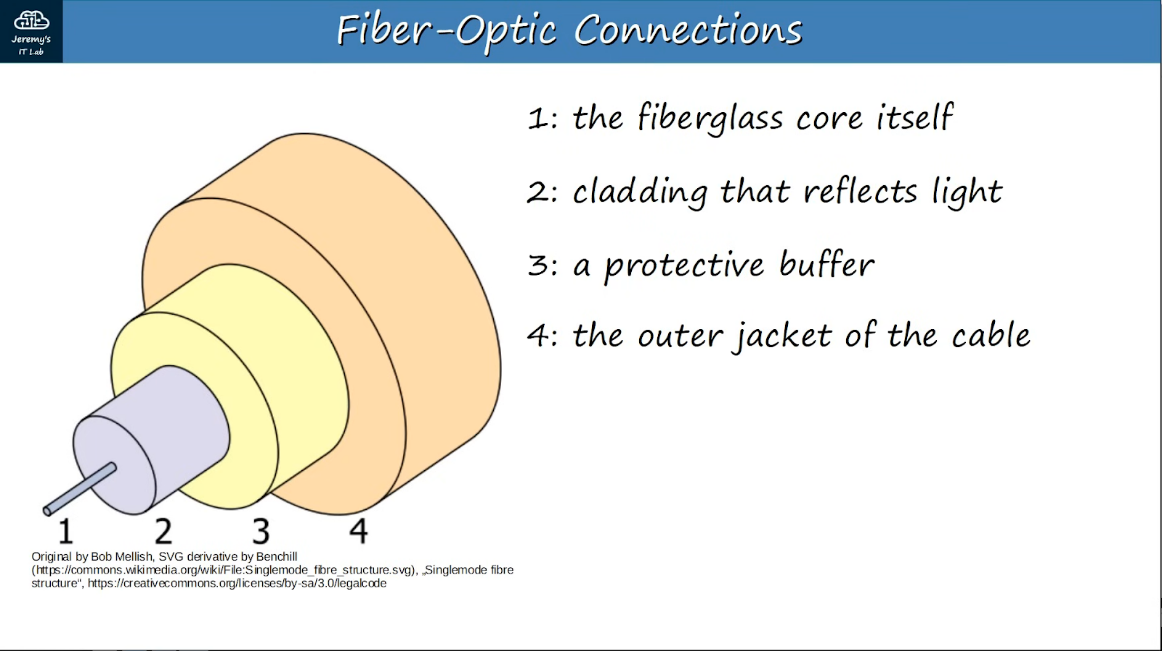 Jeremy's
IT Lab
Fiber-Optic Connections
1: the fiberglass core itself
2: cladding that reflects light
3: a protective buffer
4: the outer jacket of the cable
1 2 3 4
Original by Bob Mellish, SVG derivative by Benchill
(https://commons.wikimedia.org/wiki/File:Singlemode_fibre_structure.svg), „Singlemode fibre
structure“, https://creativecommons.org/licenses/by-sa/3.0/legalcode